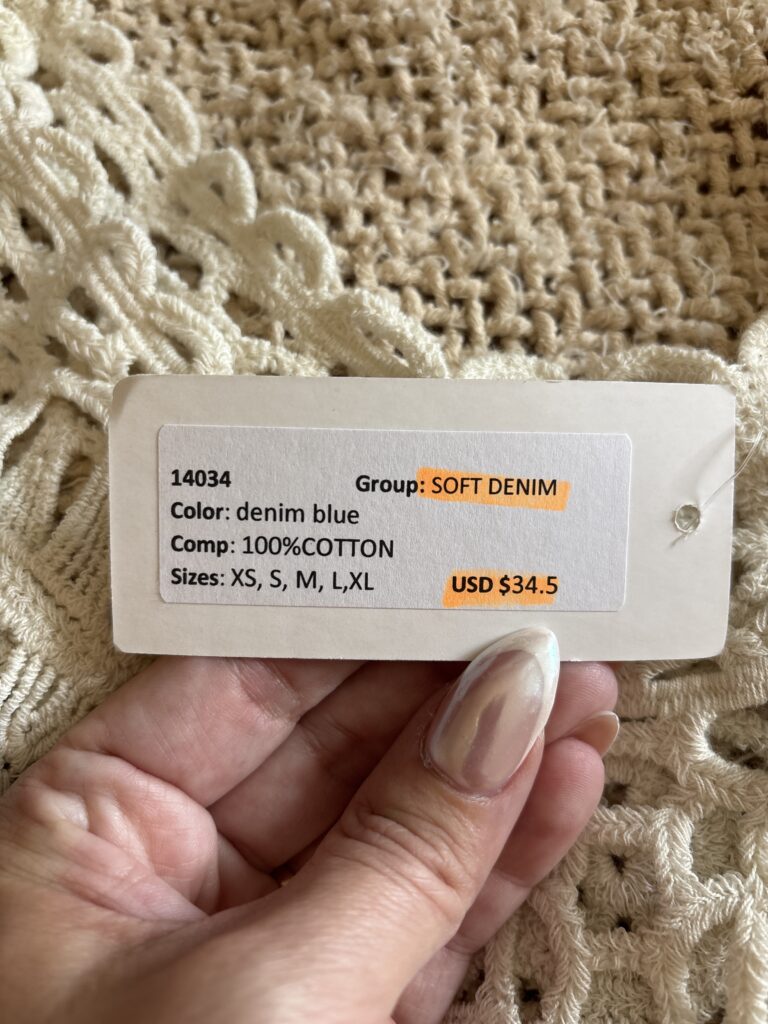 14034 Group: SOFT DENIM
Color: denim blue
Comp: 100%COTTON
Sizes: XS, S, M, L,XL USD $34.5